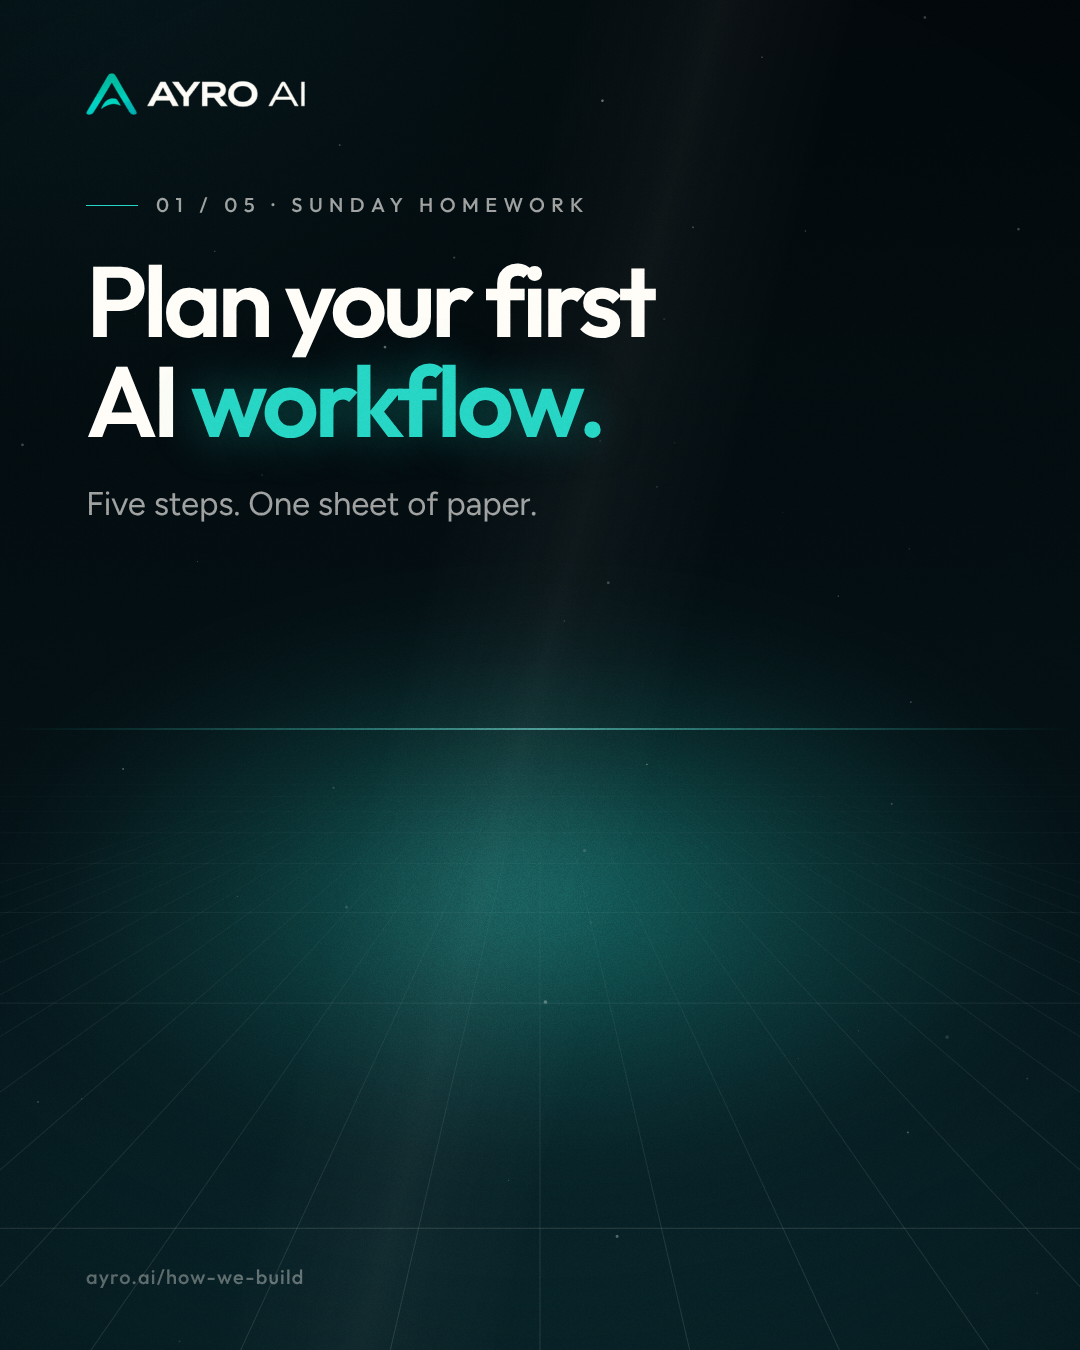 AYRO AI
01 / 05 · SUNDAY HOMEWORK
Plan your first
AI workflow.
Five steps. One sheet of paper.
ayro.ai/how-we-build